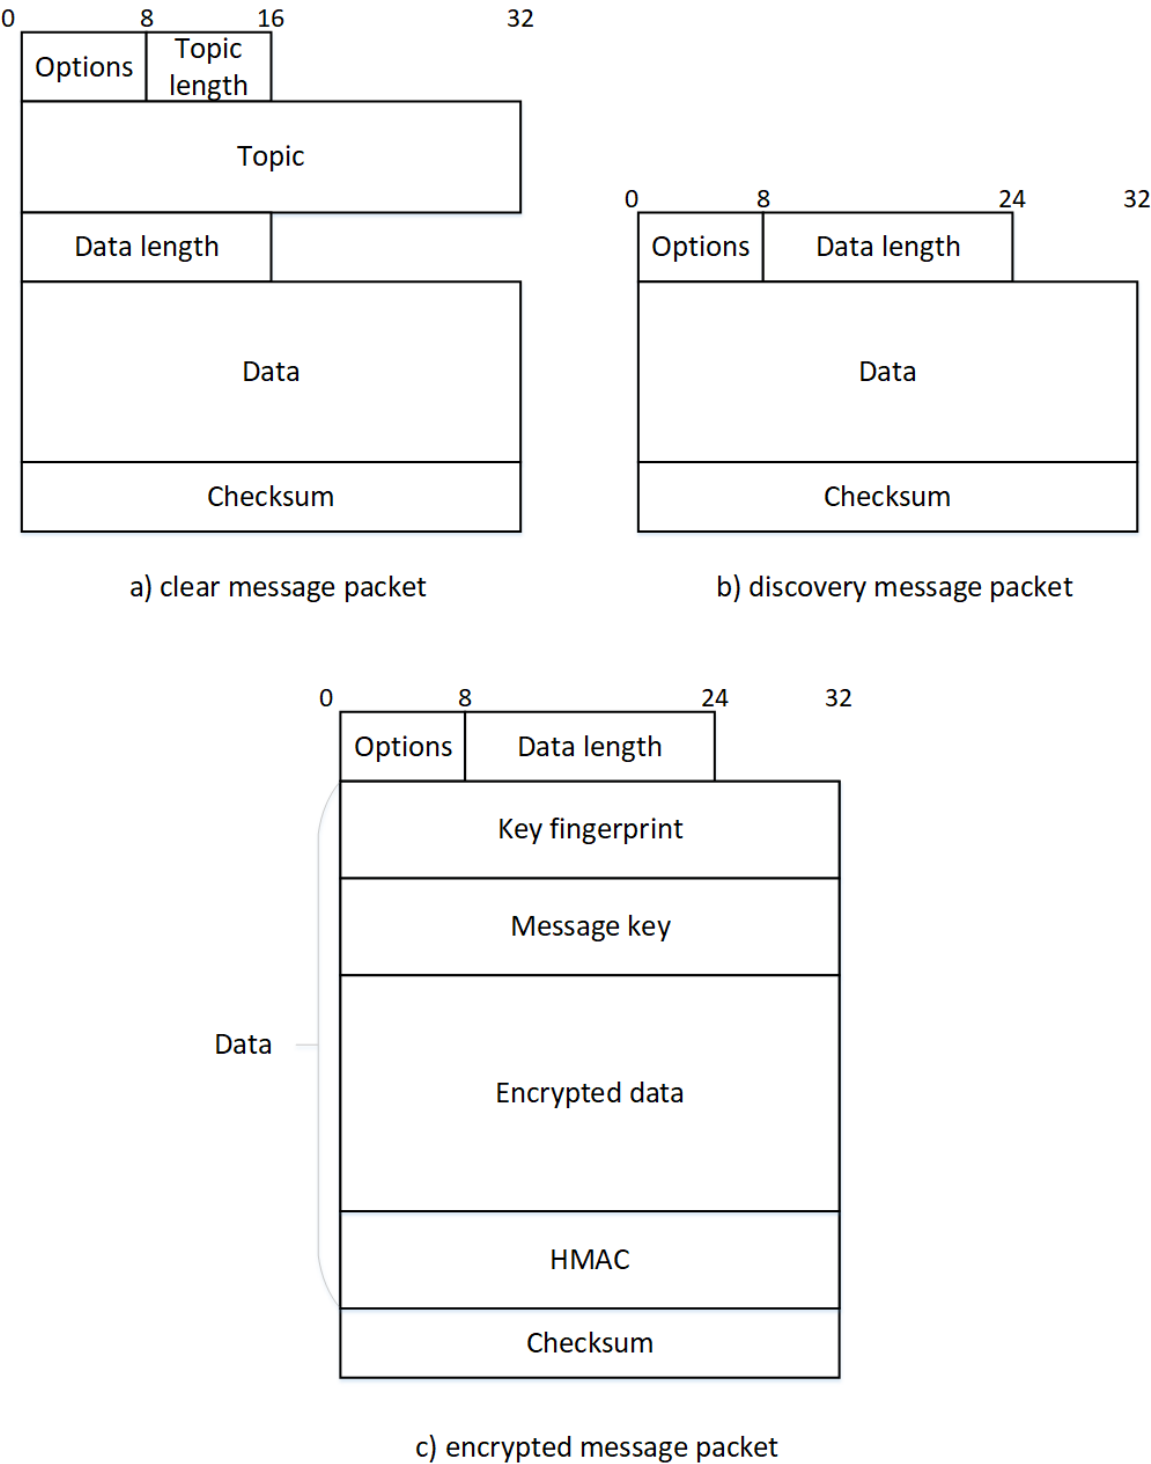 0 8 16 32
Options
Topic
length
Topic
Data length
Data
Checksum
a) clear message packet
0 8 24 32
Options Data length
Data
Checksum
b) discovery message packet
0 8 24 32
Options Data length
Key fingerprint
Message key
Data
Encrypted data
HMAC
Checksum
c) encrypted message packet